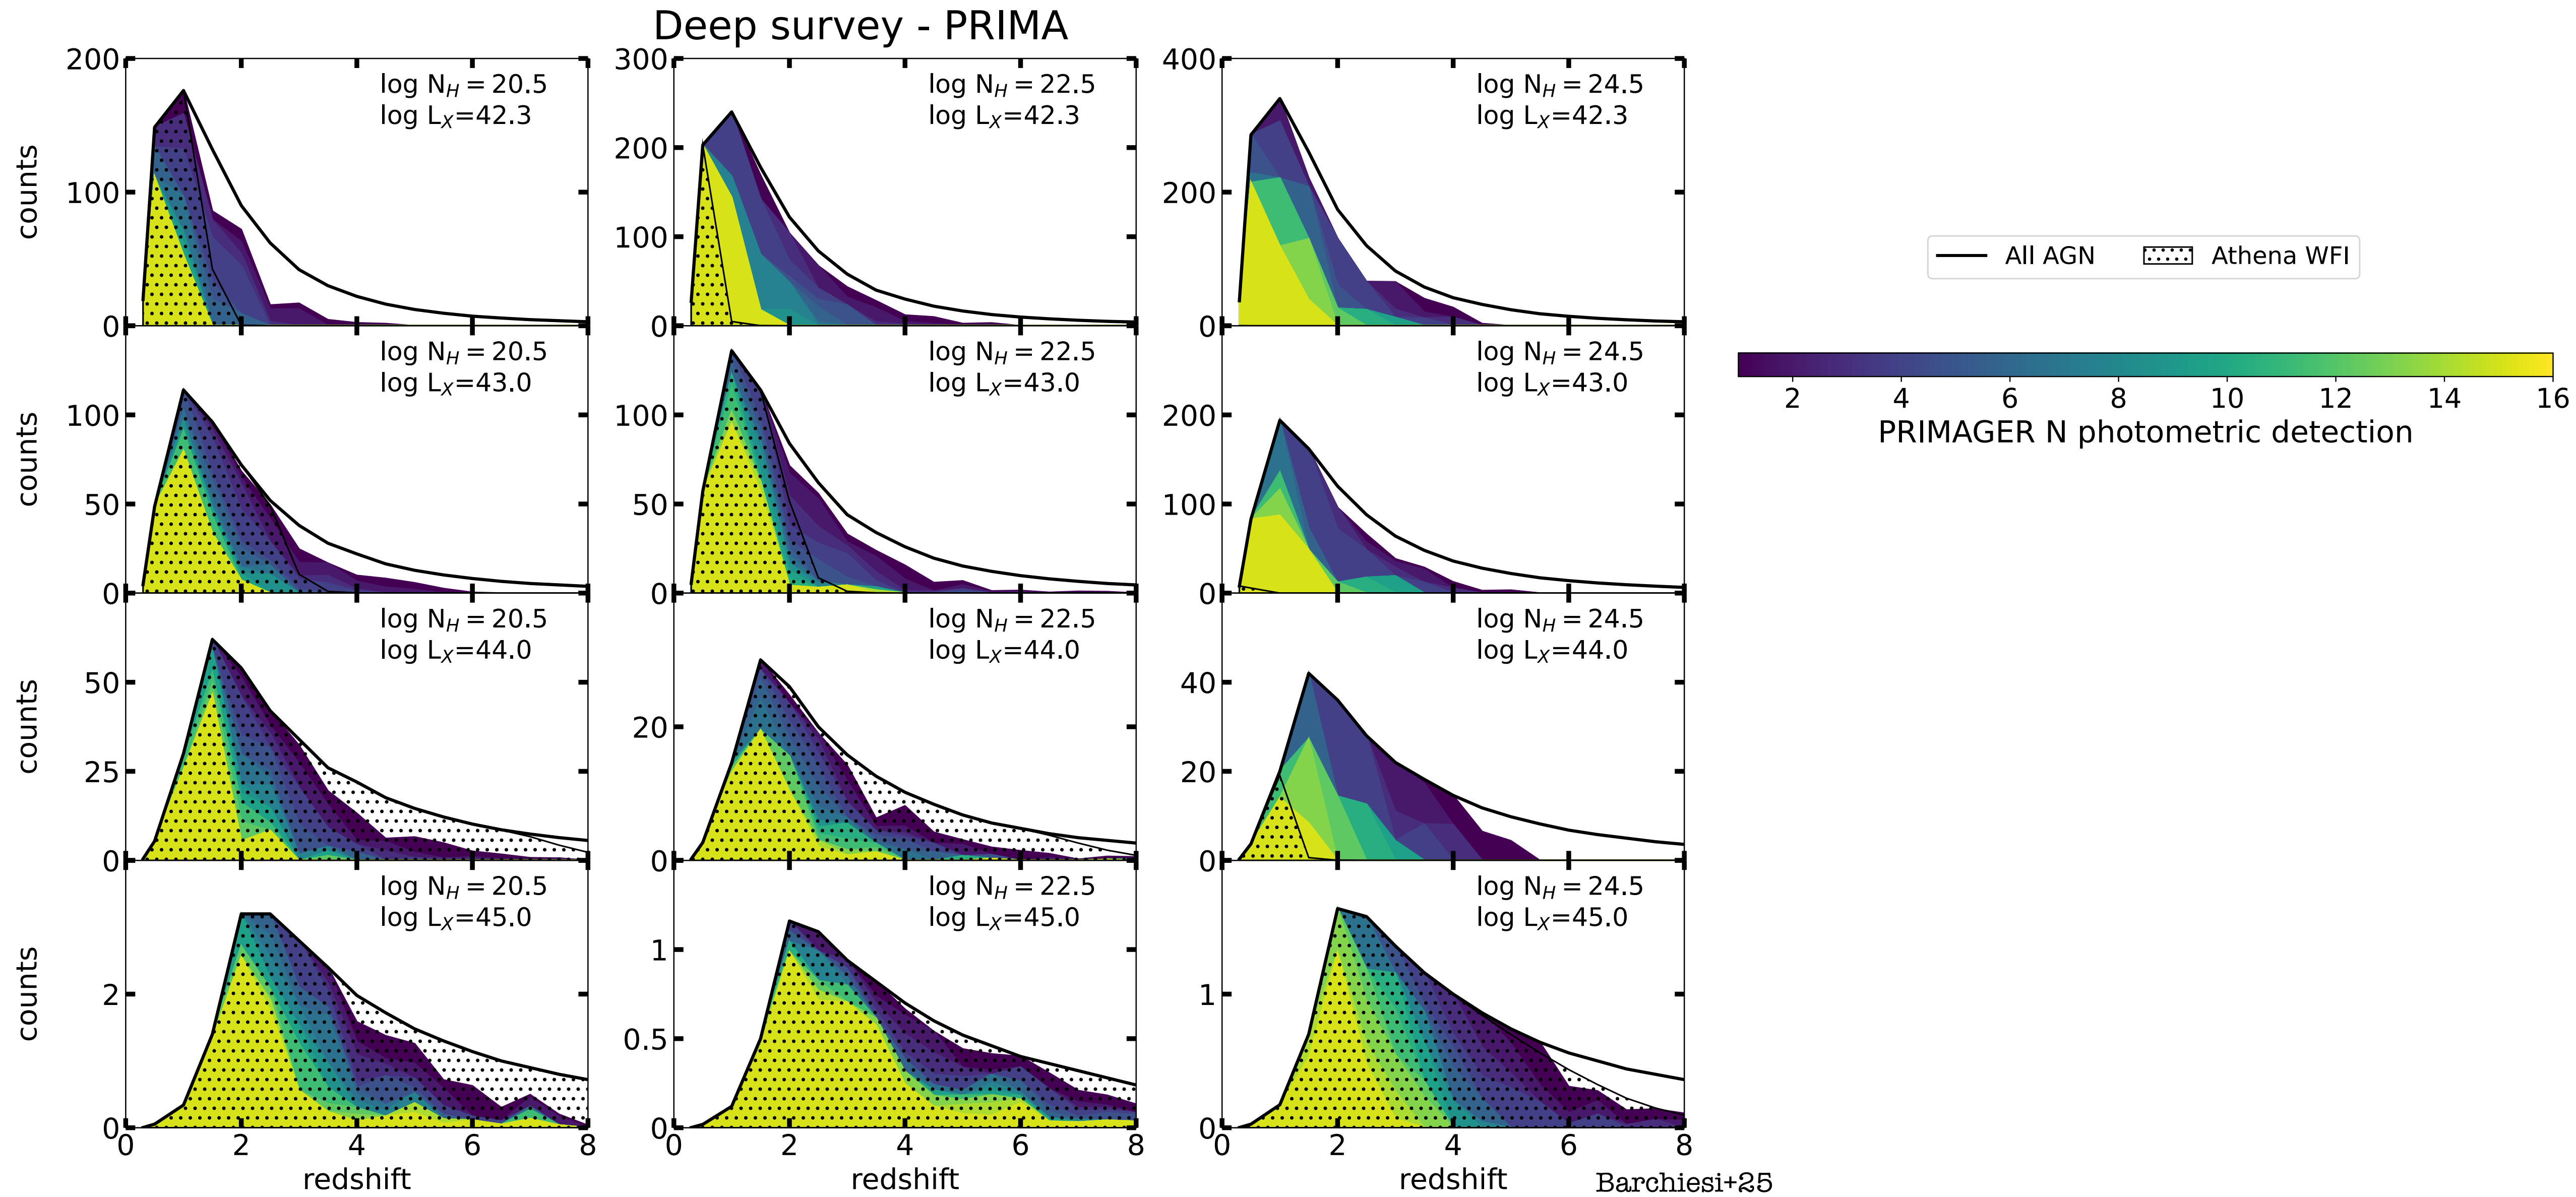 Deep survey - PRIMA
200
100
0
counts
log N_H = 20.5
log L_X=42.3
300
200
100
0
log N_H = 22.5
log L_X=42.3
400
200
0
log N_H = 24.5
log L_X=42.3
All AGN
Athena WFI
2 4 6 8 10 12 14 16
PRIMAGER N photometric detection
100
50
0
counts
log N_H = 20.5
log L_X=43.0
100
50
0
log N_H = 22.5
log L_X=43.0
200
100
0
log N_H = 24.5
log L_X=43.0
50
25
0
counts
log N_H = 20.5
log L_X=44.0
20
0
log N_H = 22.5
log L_X=44.0
40
20
0
log N_H = 24.5
log L_X=44.0
2
0
counts
log N_H = 20.5
log L_X=45.0
1
0.5
0
log N_H = 22.5
log L_X=45.0
1
0
log N_H = 24.5
log L_X=45.0
0 2 4 6 8
redshift
0 2 4 6 8
redshift
0 2 4 6 8
redshift
Barchiesi+25